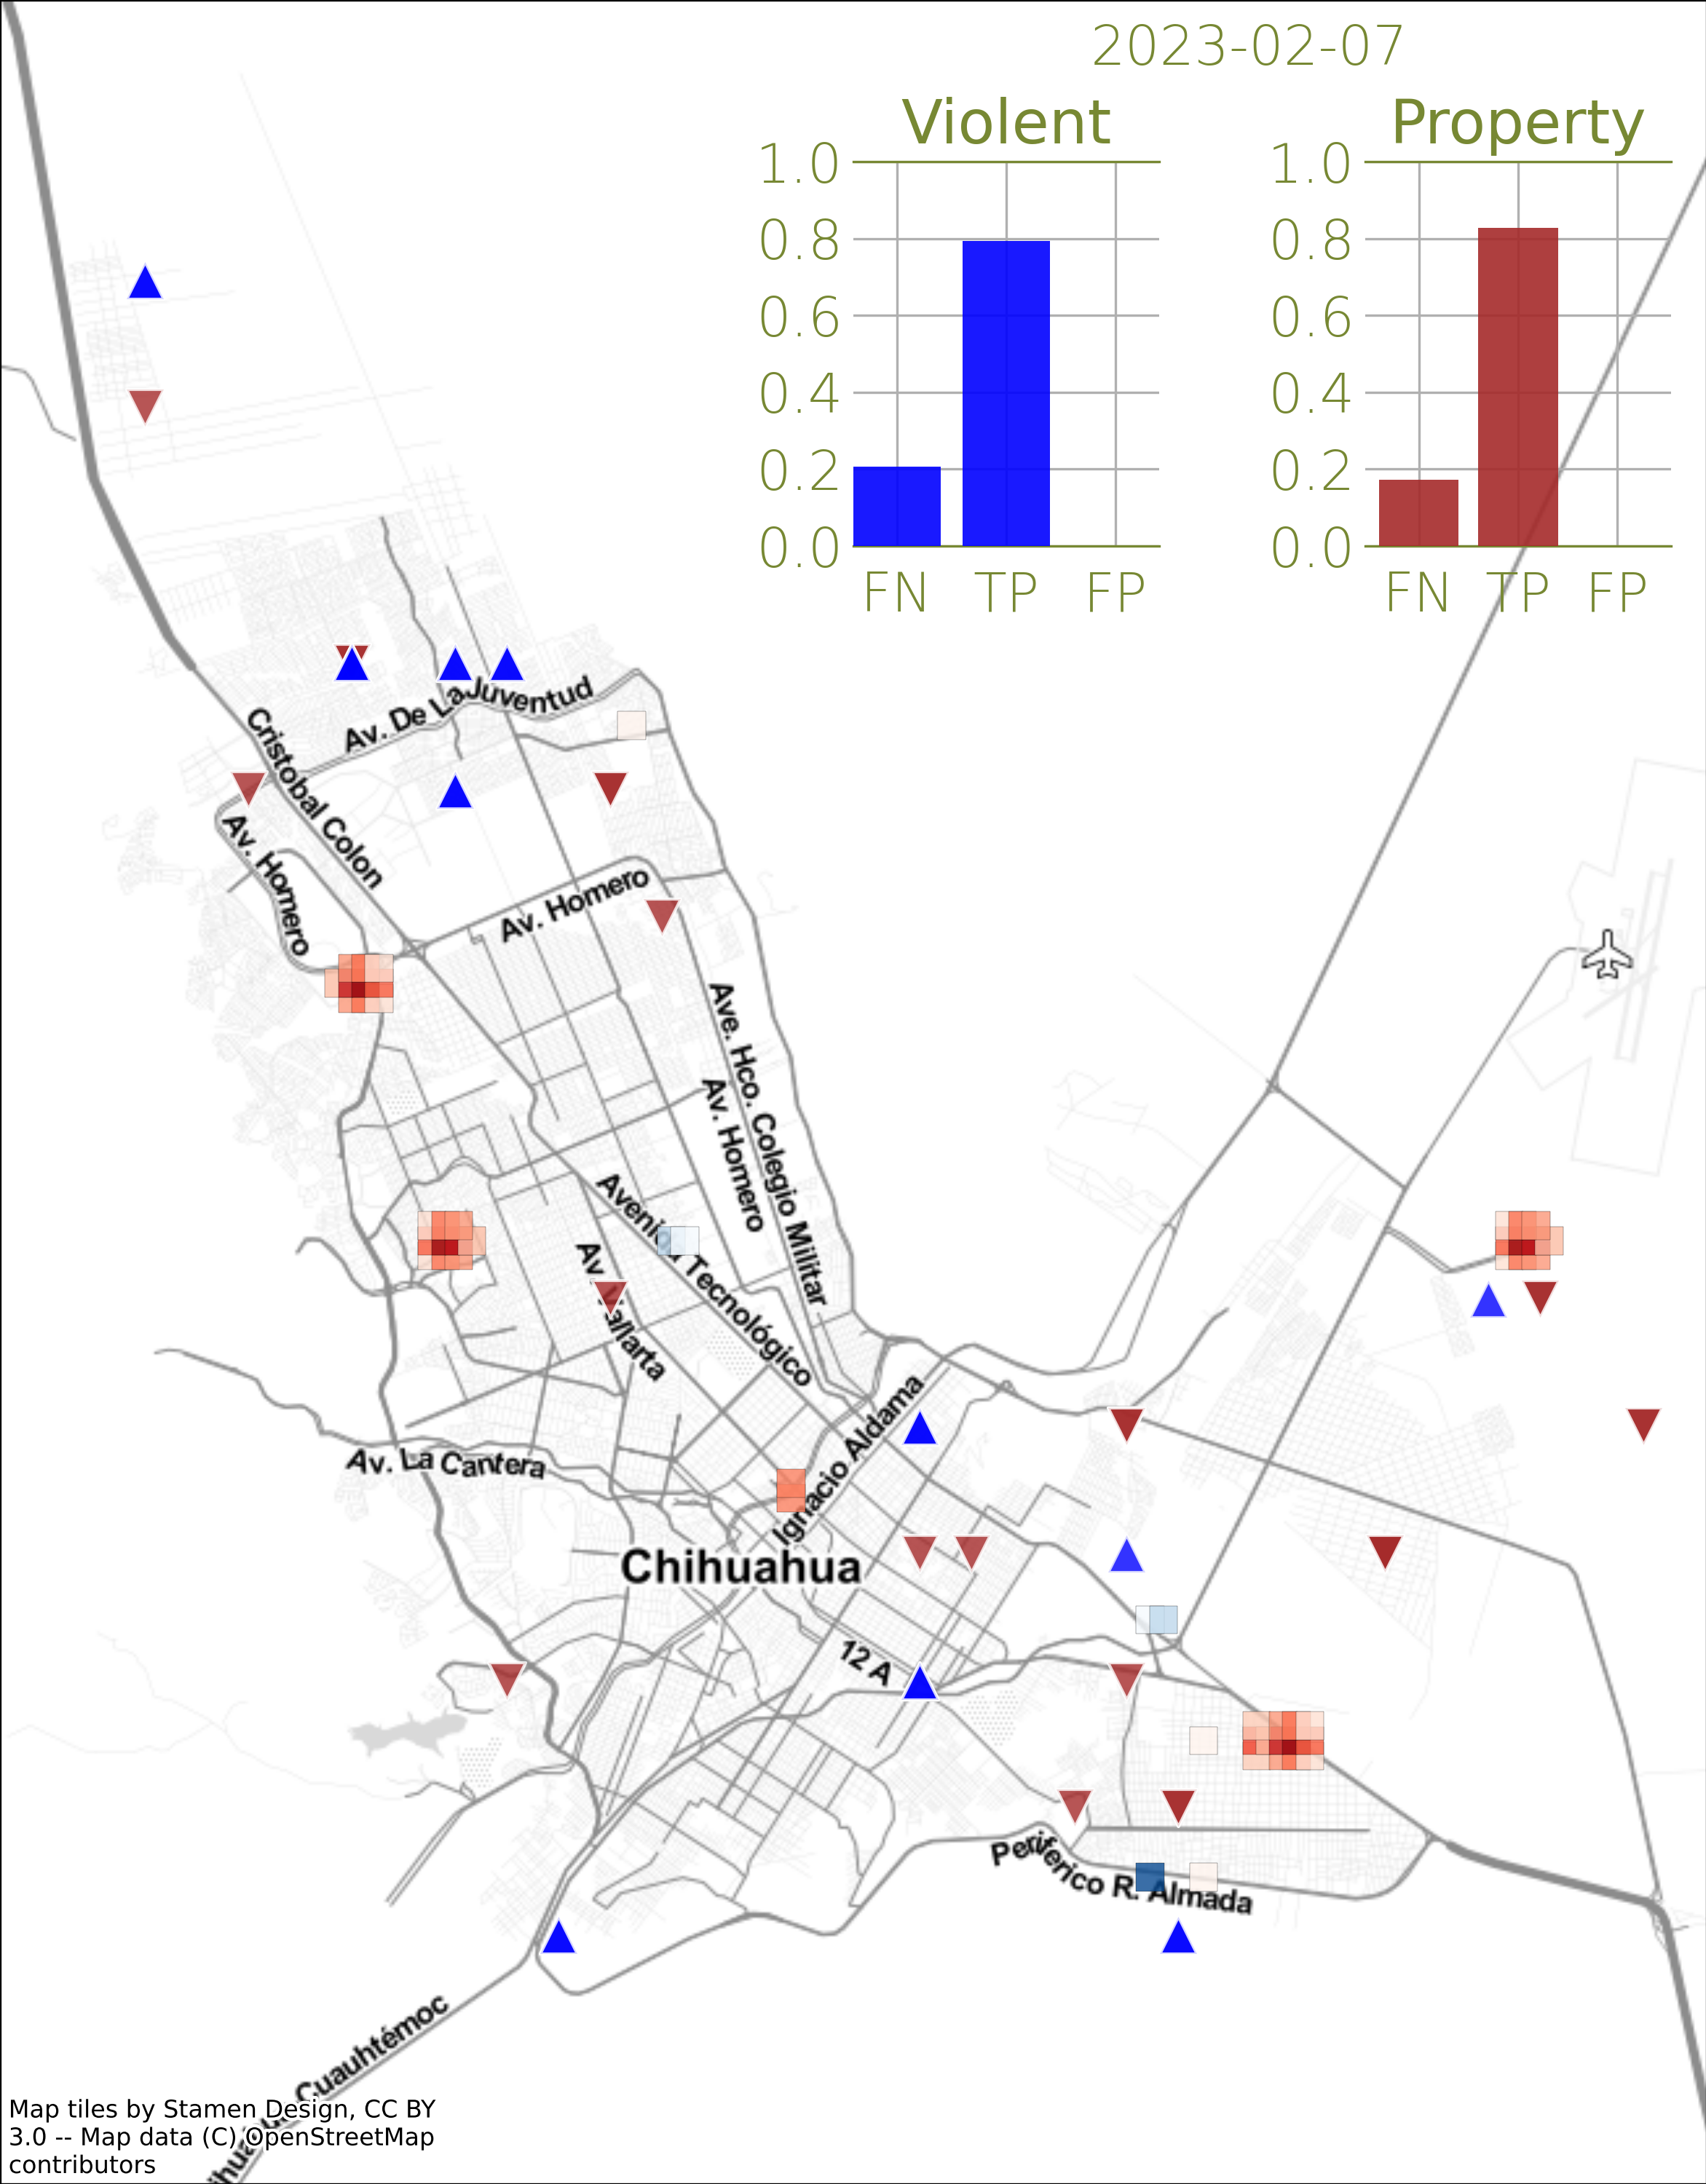 2023-02-07
Violent
Property
1.0
0.8
0.6
0.4
0.2
0.0
FN TP FP
1.0
0.8
0.6
0.4
0.2
0.0
FN TP FP
Av. De La Juventud
Cristobal Colon
Av. Homero
Av. Homero
Ave. Hco. Colegio Militar
Av. Homero
Tecnológico
Av.
Av. La Cantera
Ignacio Aldama
Chihuahua
12 A
Periferico R. Almada
Cuauhtémoc
Map tiles by Stamen Design, CC BY
3.0 -- Map data (C) OpenStreetMap
contributors